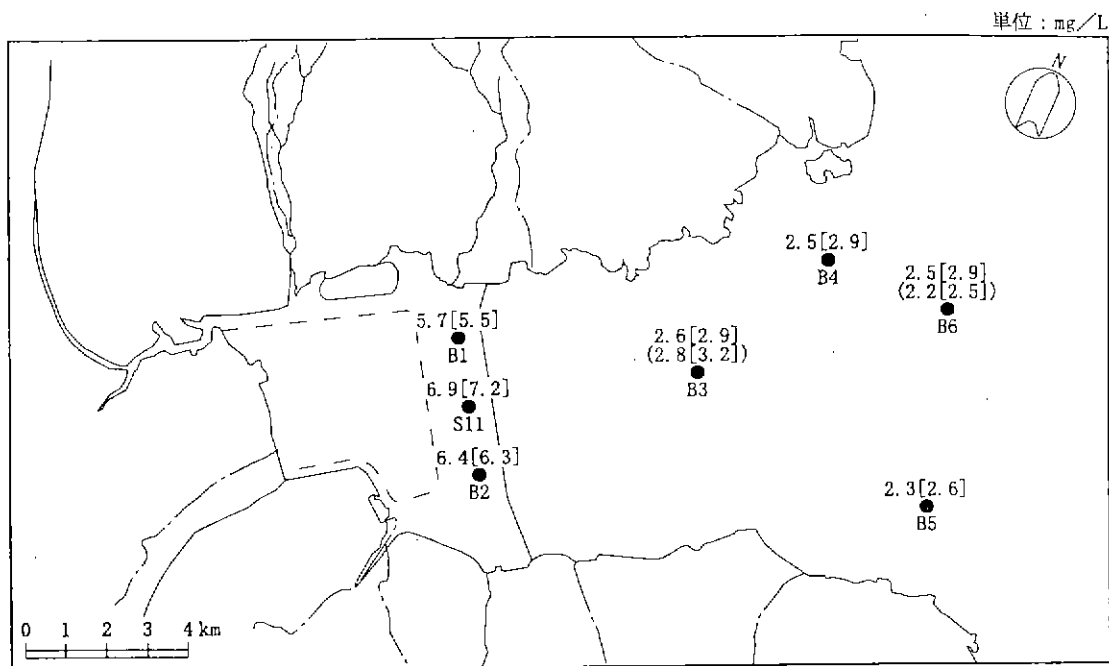 単位：mg／L
N
2.5[2.9]
B4
2.5[2.9]
(2.2[2.5])
B6
5.7[5.5]
B1
2.6[2.9]
(2.8[3.2])
B3
6.9[7.2]
S11
6.4[6.3]
B2
2.3[2.6]
B5
0 1 2 3 4 km